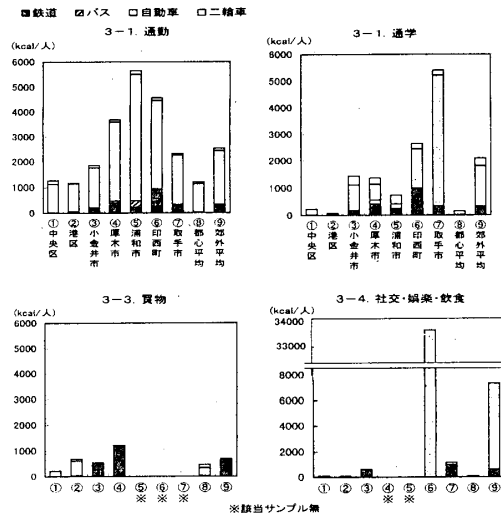 ■鉄道 ▨バス □自動車 □二輪車
(kcal/人) 3-1. 通勤
6000
5000
4000
3000
2000
1000
0
① ② ③ ④ ⑤ ⑥ ⑦ ⑧ ⑨
中央区 港区 小金井市 厚木市 浦和市 印西町 取手市 都心平均 郊外平均
(kcal/人) 3-1. 通学
6000
5000
4000
3000
2000
1000
0
① ② ③ ④ ⑤ ⑥ ⑦ ⑧ ⑨
中央区 港区 小金井市 厚木市 浦和市 印西町 取手市 都心平均 郊外平均
(kcal/人) 3-3. 買物
6000
5000
4000
3000
2000
1000
0
① ② ③ ④ ⑤ ⑥ ⑦ ⑧ ⑨
※ ※ ※
3-4. 社交・娯楽・飲食
(kcal/人)
34000
33000
8000
6000
4000
2000
0
① ② ③ ④ ⑤ ⑥ ⑦ ⑧ ⑨
※ ※
※該当サンプル無